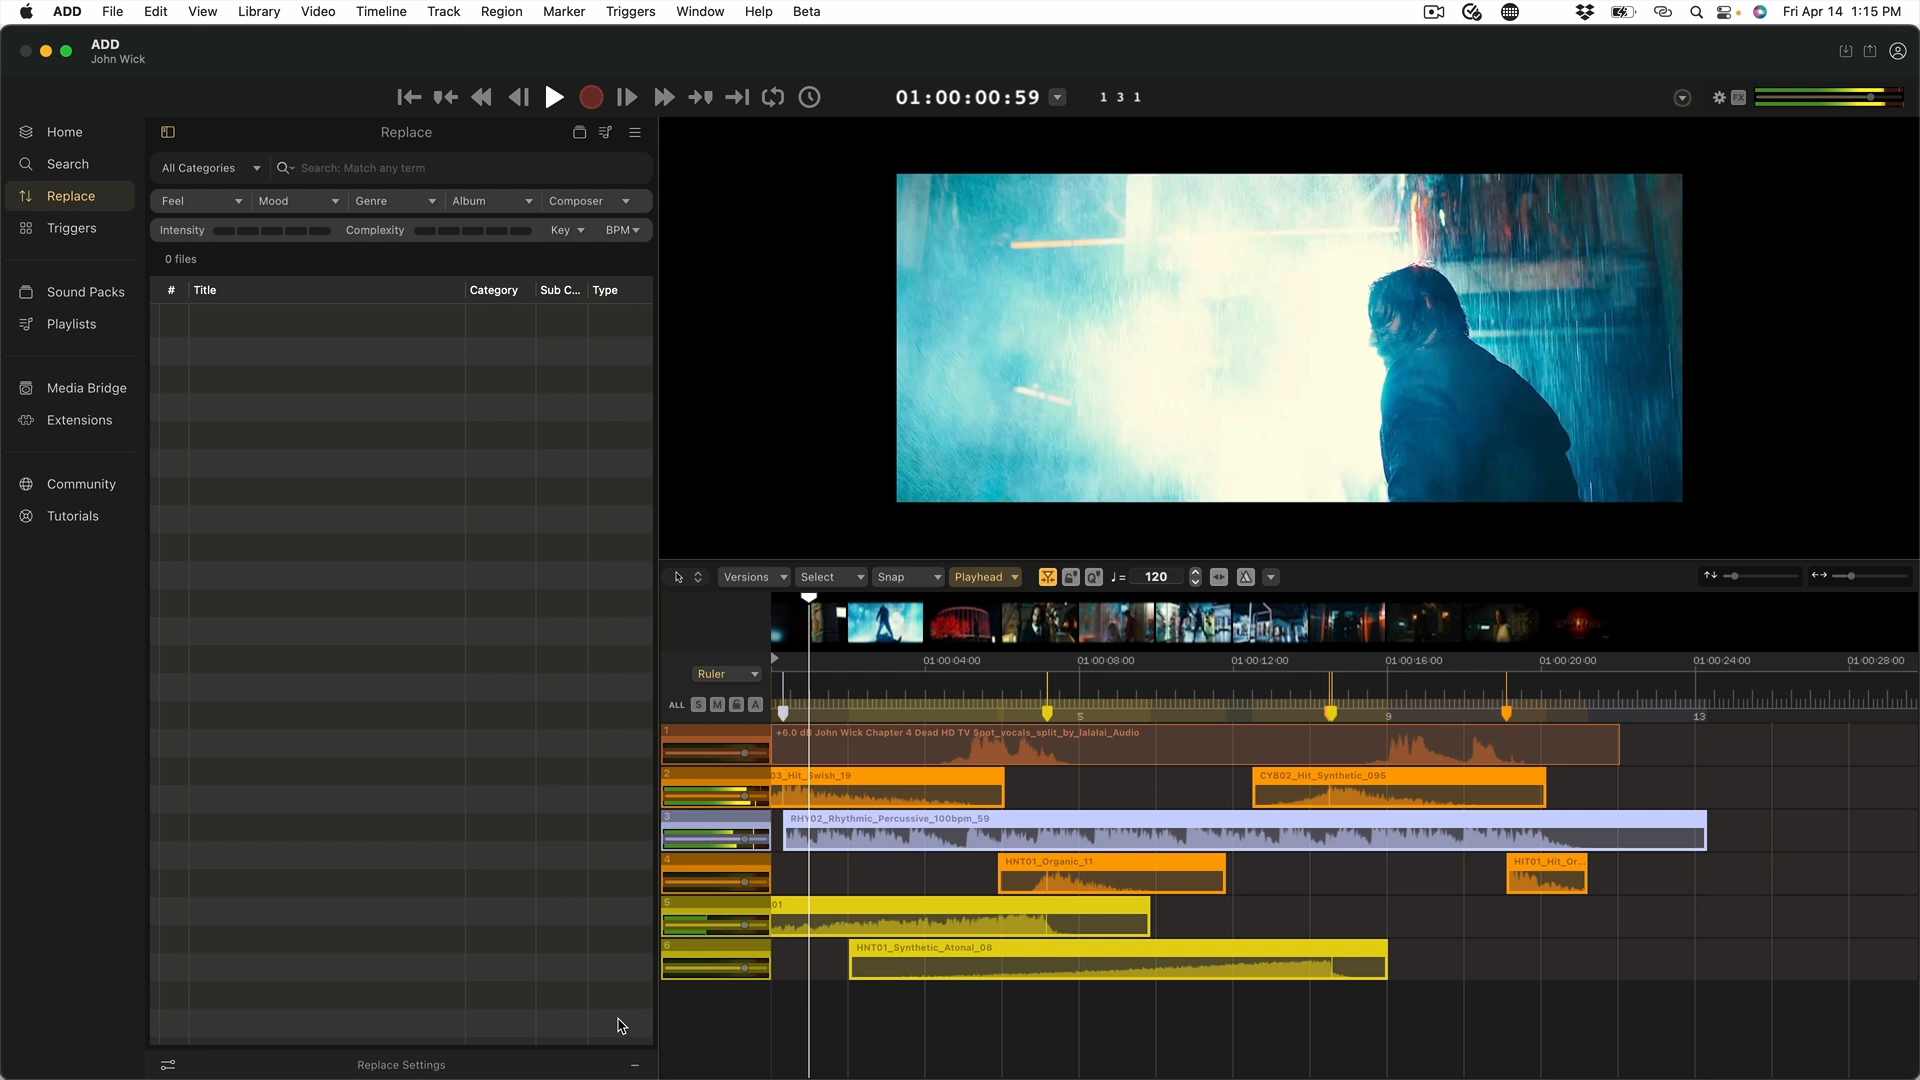 ADD File Edit View Library Video Timeline Track Region Marker Triggers Window Help Beta Fri Apr 14 1:15 PM
ADD
John Wick
01:00:00:59 1 3 1 FX
Home
Search
Replace
Triggers
Sound Packs
Playlists
Media Bridge
Extensions
Community
Tutorials
Replace
All Categories Search: Match any term
Feel Mood Genre Album Composer
Intensity Complexity Key BPM
0 files
# Title Category Sub C... Type
Replace Settings
Versions Select Snap Playhead 120
01:00:04:00 01:00:08:00 01:00:12:00 01:00:16:00 01:00:20:00 01:00:24:00 01:00:28:00
Ruler
ALL S M A
5 9 13
1 +6.0 dB John Wick Chapter 4 Dead HD TV Spot_vocals_split_by_lalalai_Audio
2 03_Hit_Swish_19 CYB02_Hit_Synthetic_095
3 RHY02_Rhythmic_Percussive_100bpm_59
4 HNT01_Organic_11 HIT01_Hit_Or...
5 01
6 HNT01_Synthetic_Atonal_08